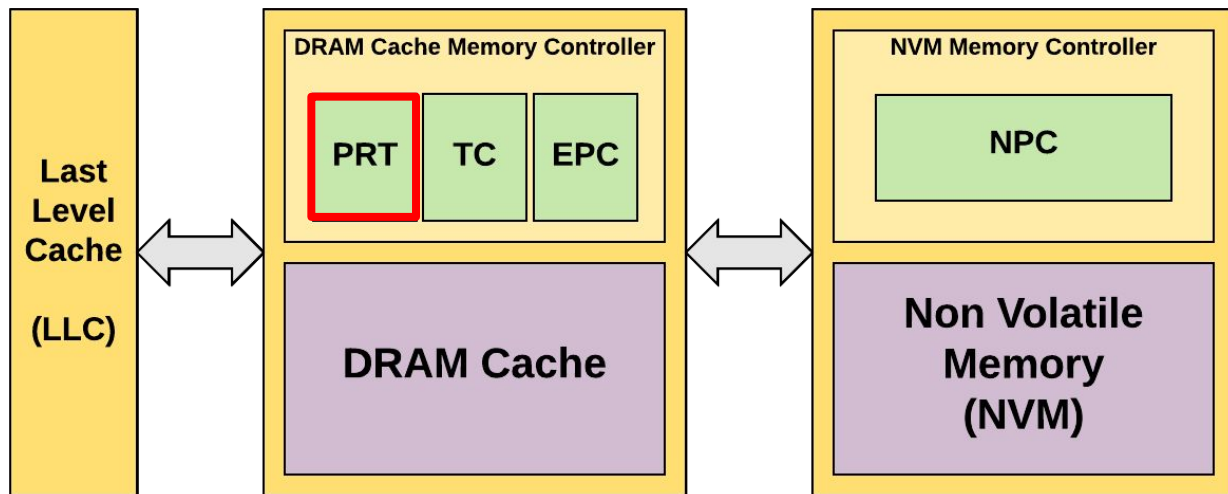 Last
Level
Cache
(LLC)
DRAM Cache Memory Controller
PRT
TC
EPC
DRAM Cache
NVM Memory Controller
NPC
Non Volatile
Memory
(NVM)